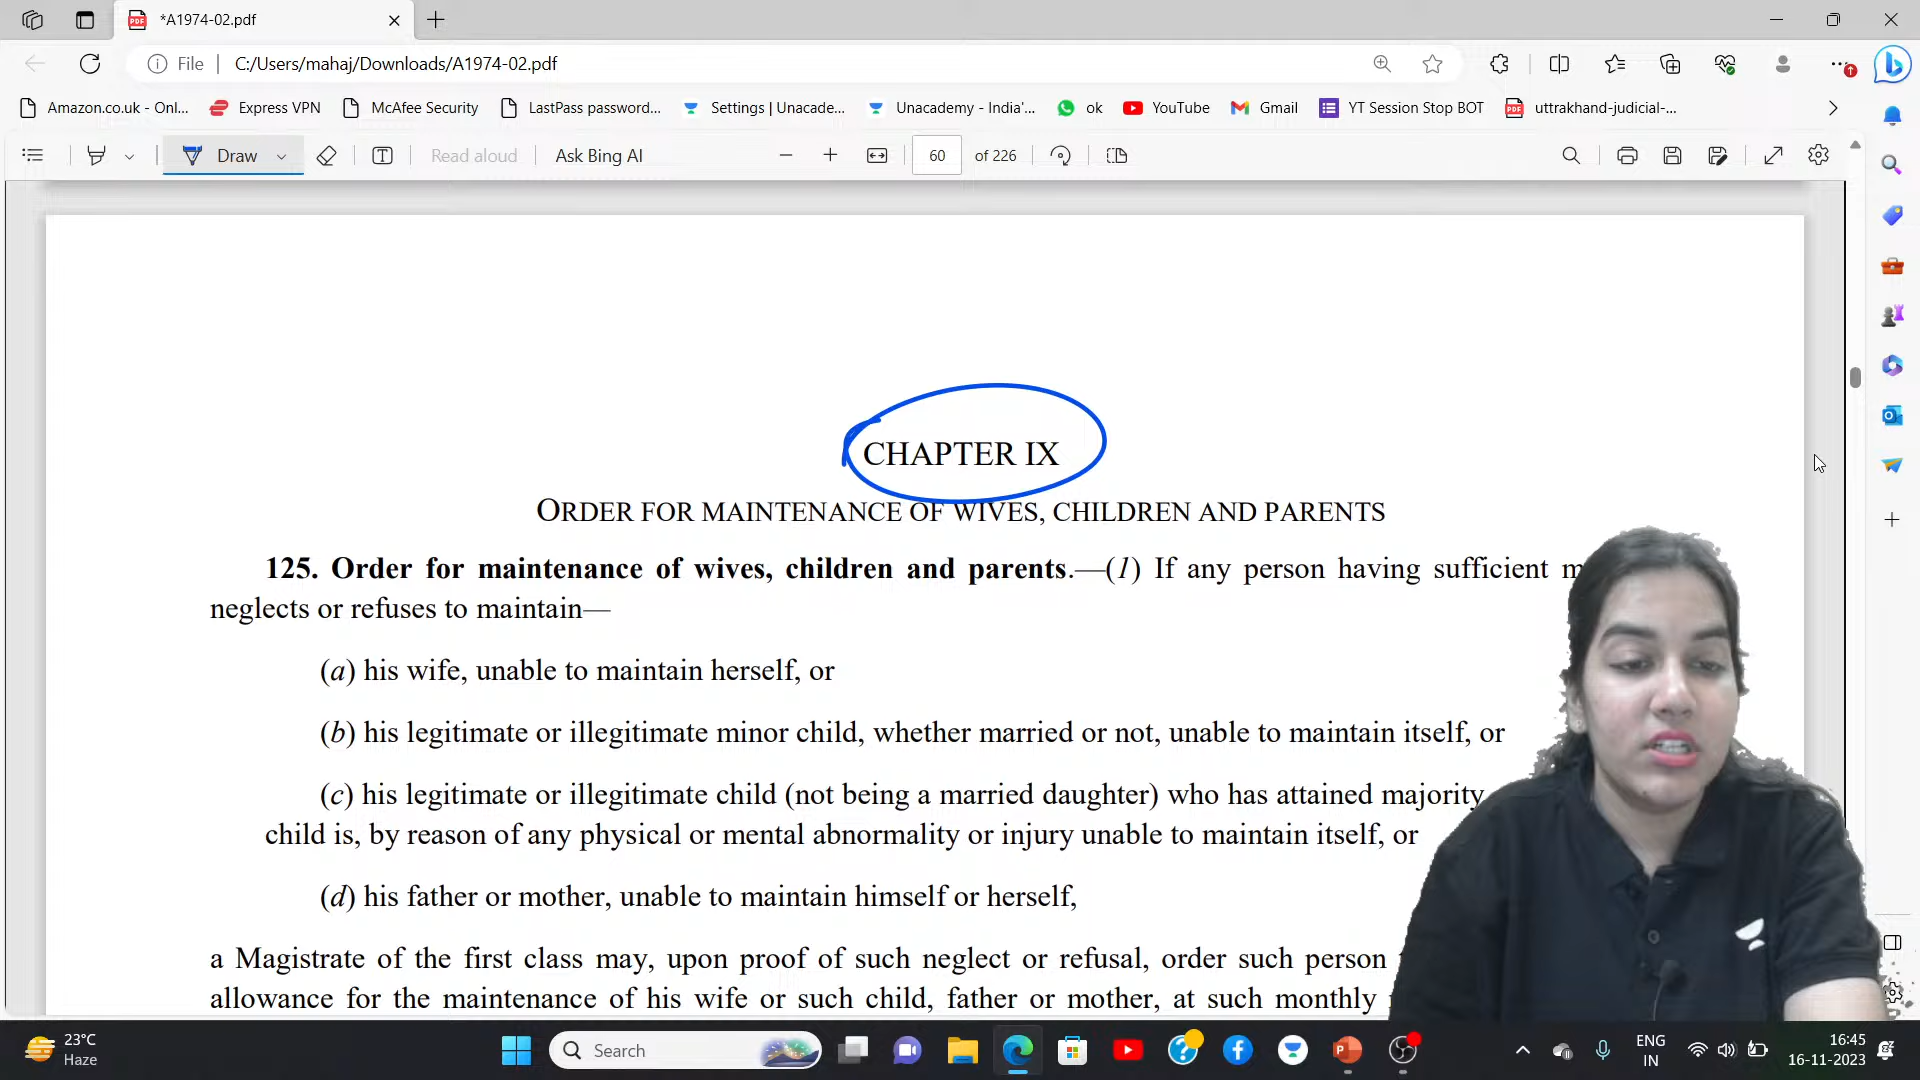 *A1974-02.pdf
File
C:/Users/mahaj/Downloads/A1974-02.pdf
Amazon.co.uk - Onl...
Express VPN
McAfee Security
LastPass password...
Settings | Unacade...
Unacademy - India'...
ok
YouTube
Gmail
YT Session Stop BOT
uttrakhand-judicial-...
Draw
Read aloud
Ask Bing AI
60
of 226
CHAPTER IX
ORDER FOR MAINTENANCE OF WIVES, CHILDREN AND PARENTS
125. Order for maintenance of wives, children and parents.—(1) If any person having sufficient m
neglects or refuses to maintain—
(a) his wife, unable to maintain herself, or
(b) his legitimate or illegitimate minor child, whether married or not, unable to maintain itself, or
(c) his legitimate or illegitimate child (not being a married daughter) who has attained majority,
child is, by reason of any physical or mental abnormality or injury unable to maintain itself, or
(d) his father or mother, unable to maintain himself or herself,
a Magistrate of the first class may, upon proof of such neglect or refusal, order such person
allowance for the maintenance of his wife or such child, father or mother, at such monthly
23°C
Haze
Search
ENG
IN
16:45
16-11-2023